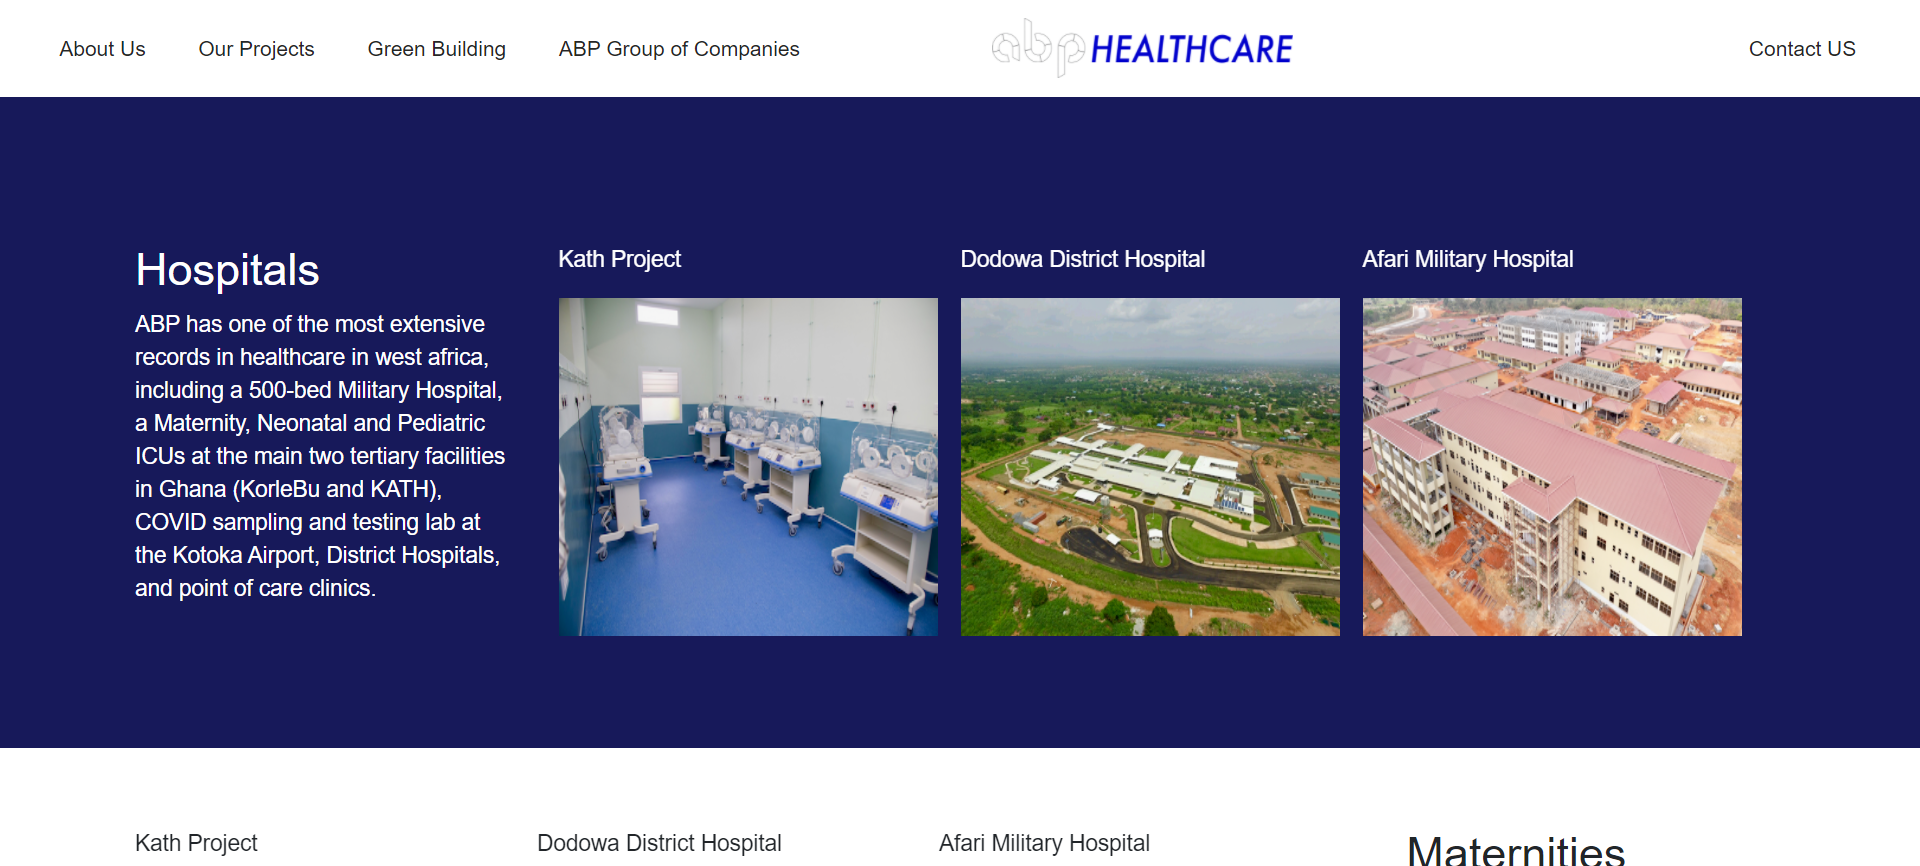 About Us
Our Projects
Green Building
ABP Group of Companies
abp HEALTHCARE
Contact US
Hospitals
ABP has one of the most extensive
records in healthcare in west africa,
including a 500-bed Military Hospital,
a Maternity, Neonatal and Pediatric
ICUs at the main two tertiary facilities
in Ghana (KorleBu and KATH),
COVID sampling and testing lab at
the Kotoka Airport, District Hospitals,
and point of care clinics.
Kath Project
Dodowa District Hospital
Afari Military Hospital
Kath Project
Dodowa District Hospital
Afari Military Hospital
Maternities